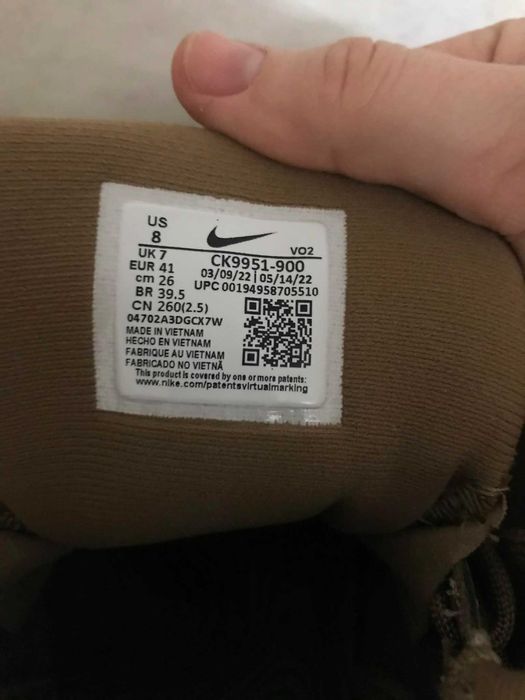 US
8
VO2
UK 7
CK9951-900
EUR 41
03/09/22 | 05/14/22
cm 26
UPC 00194958705510
BR 39.5
CN 260(2.5)
04702A3DGCX7W
MADE IN VIETNAM
HECHO EN VIETNAM
FABRIQUE AU VIETNAM
FABRICADO NO VIETNÃ
This product is covered by one or more patents:
www.nike.com/patentsvirtualmarking